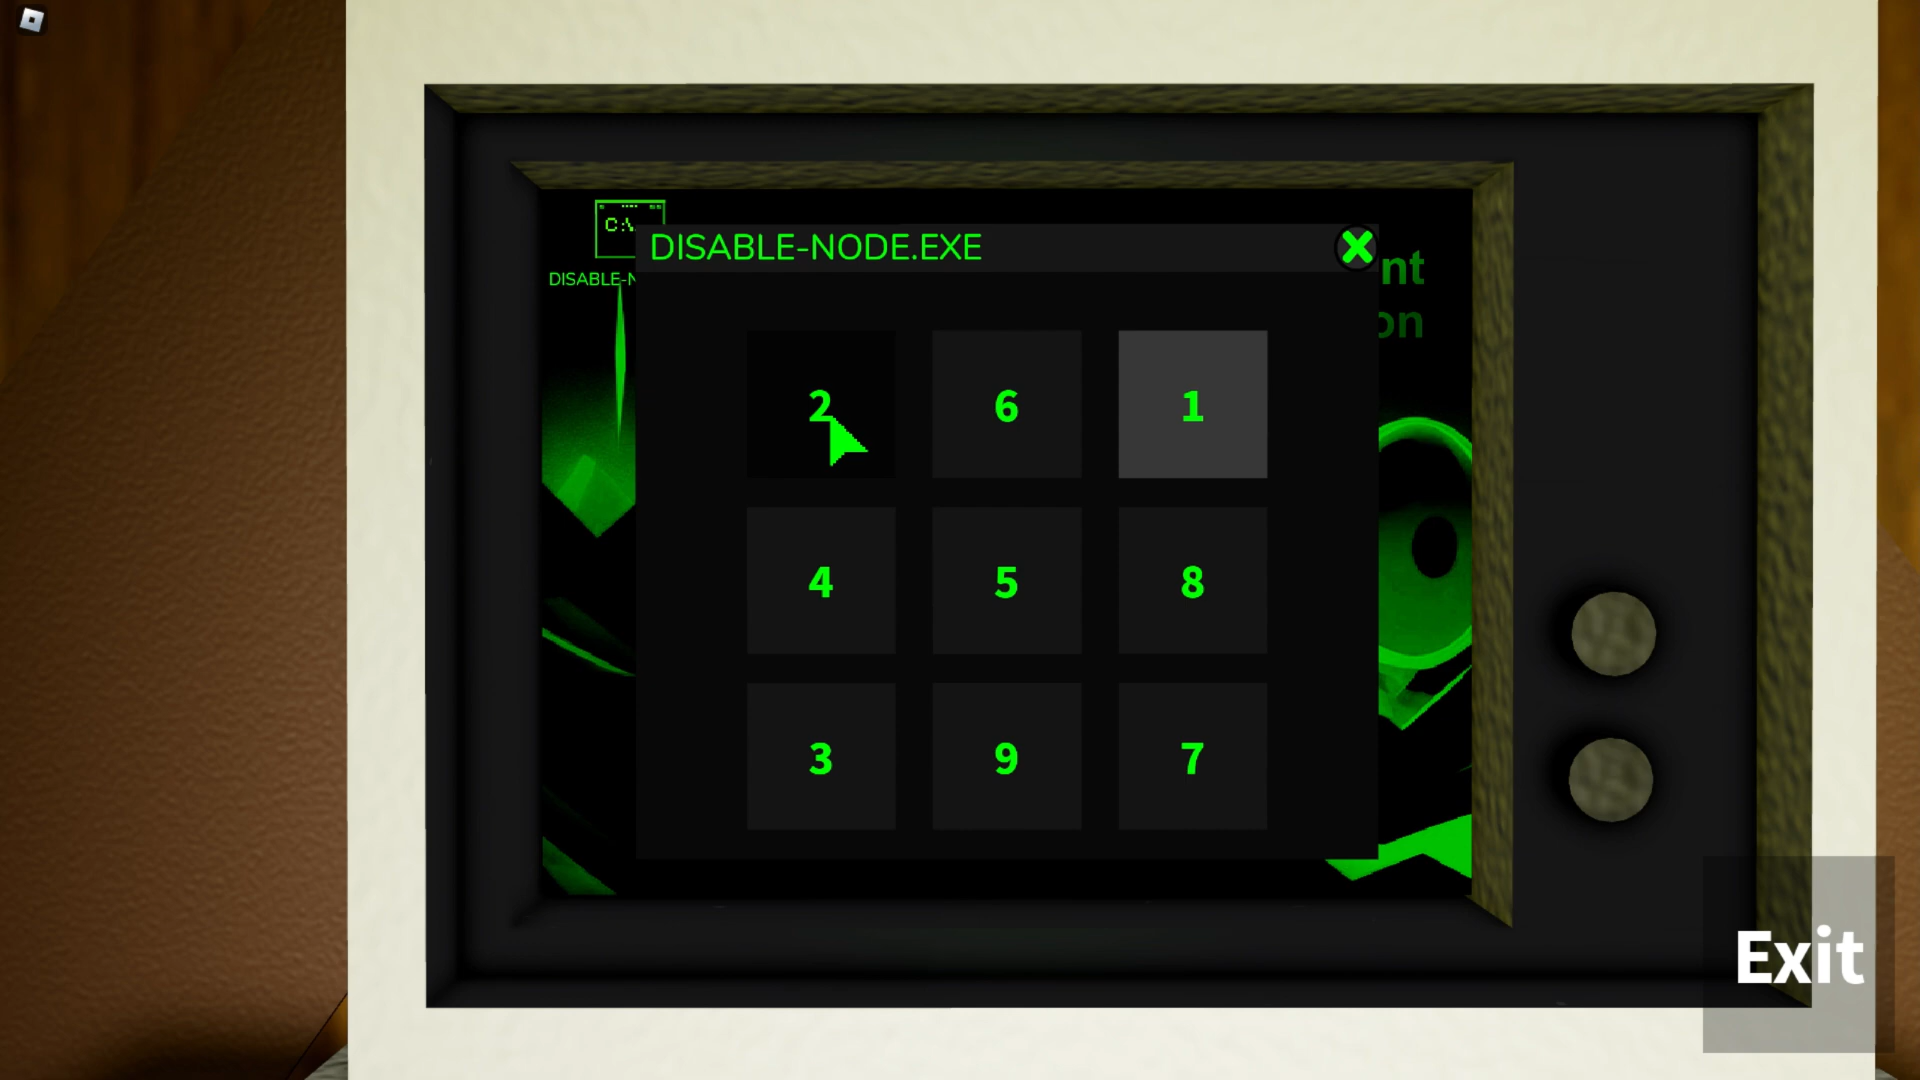 C:\.
DISABLE-NODE.EXE
DISABLE-N
nt
on
2 6 1
4 5 8
3 9 7
Exit